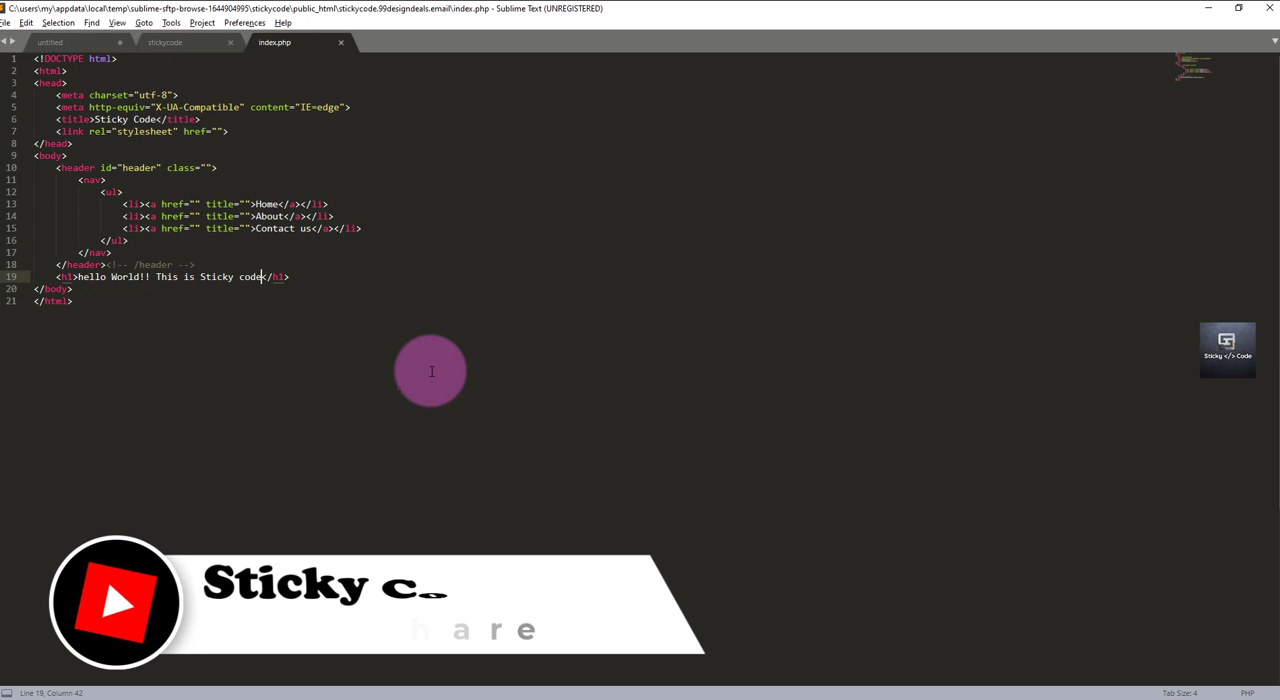 C:\users\my\appdata\local\temp\sublime-sftp-browse-1644904995\stickycode\public_html\stickycode.99designdeals.email\index.php - Sublime Text (UNREGISTERED)
File Edit Selection Find View Goto Tools Project Preferences Help
untitled stickycode index.php
1 <!DOCTYPE html>
2 <html>
3 <head>
4 <meta charset="utf-8">
5 <meta http-equiv="X-UA-Compatible" content="IE=edge">
6 <title>Sticky Code</title>
7 <link rel="stylesheet" href="">
8 </head>
9 <body>
10 <header id="header" class="">
11 <nav>
12 <ul>
13 <li><a href="" title="">Home</a></li>
14 <li><a href="" title="">About</a></li>
15 <li><a href="" title="">Contact us</a></li>
16 </ul>
17 </nav>
18 </header><!-- /header -->
19 <h1>hello World!! This is Sticky code</h1>
20 </body>
21 </html>
Sticky </> Code
Sticky C
hare
Line 19, Column 42
Tab Size: 4
PHP